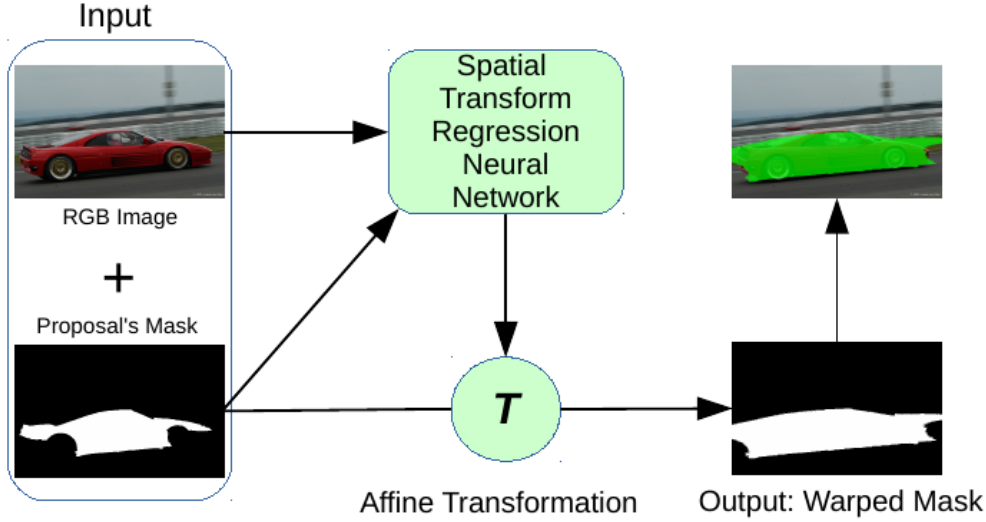 Input
RGB Image
+
Proposal's Mask
Spatial
Transform
Regression
Neural
Network
T
Affine Transformation
Output: Warped Mask